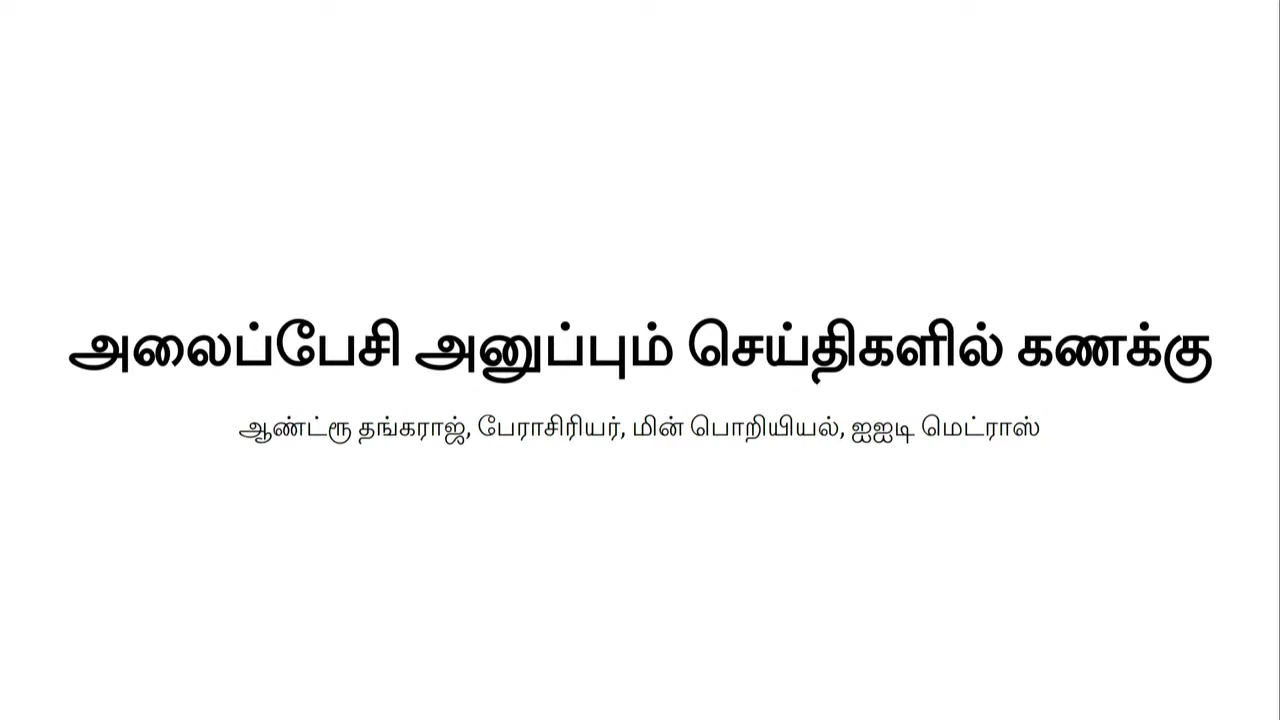 அலைப்பேசி அனுப்பும் செய்திகளில் கணக்கு
ஆண்ட்ரூ தங்கராஜ், பேராசிரியர், மின் பொறியியல், ஐஐடி மெட்ராஸ்